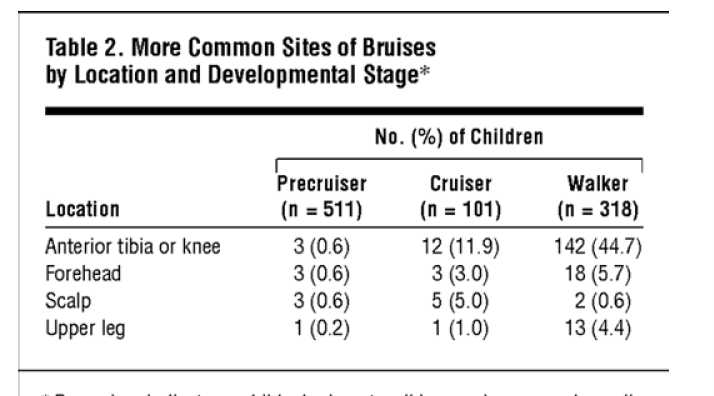 Table 2. More Common Sites of Bruises
by Location and Developmental Stage*
No. (%) of Children
Precruiser Cruiser Walker
Location (n = 511) (n = 101) (n = 318)
Anterior tibia or knee 3 (0.6) 12 (11.9) 142 (44.7)
Forehead 3 (0.6) 3 (3.0) 18 (5.7)
Scalp 3 (0.6) 5 (5.0) 2 (0.6)
Upper leg 1 (0.2) 1 (1.0) 13 (4.4)